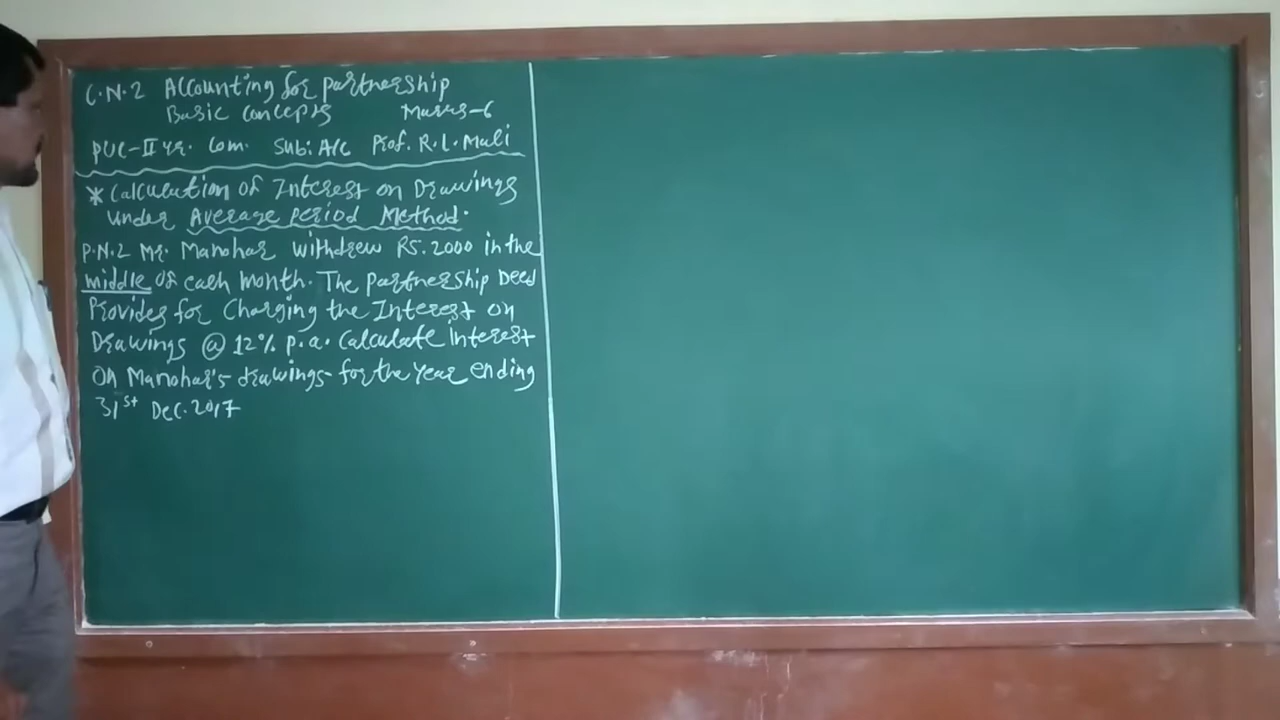 C.N.2 Accounting for partnership
Basic concepts Marks-6
PUC-II yr. Com. Sub: A/C Prof. R.L. Mali
* Calculation of Interest on Drawings
under Average Period Method.
P.N.2 Mr. Manohar withdrew RS. 2000 in the
middle of each month. The Partnership Deed
Provides for Charging the Interest on
Drawings @ 12% p.a. Calculate interest
on Manohar's drawings for the Year ending
31st Dec. 2017